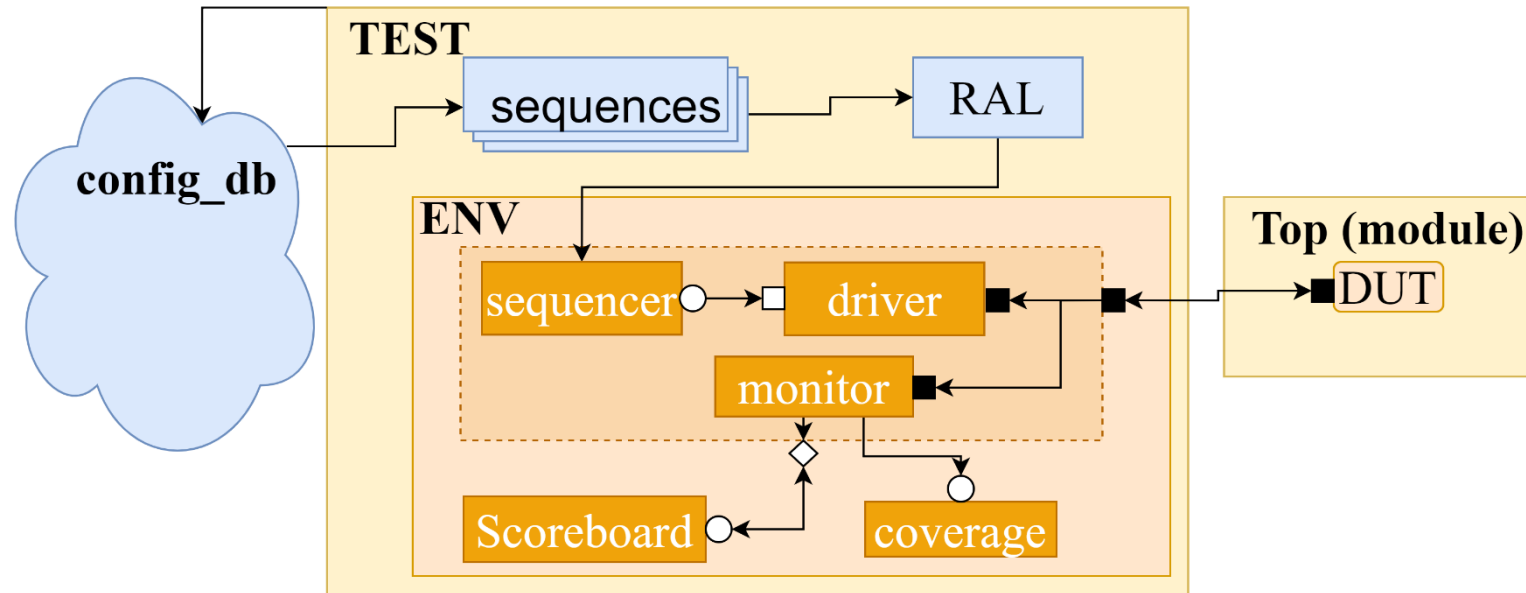 TEST
sequences
RAL
config_db
ENV
Top (module)
sequencer
driver
DUT
monitor
Scoreboard
coverage